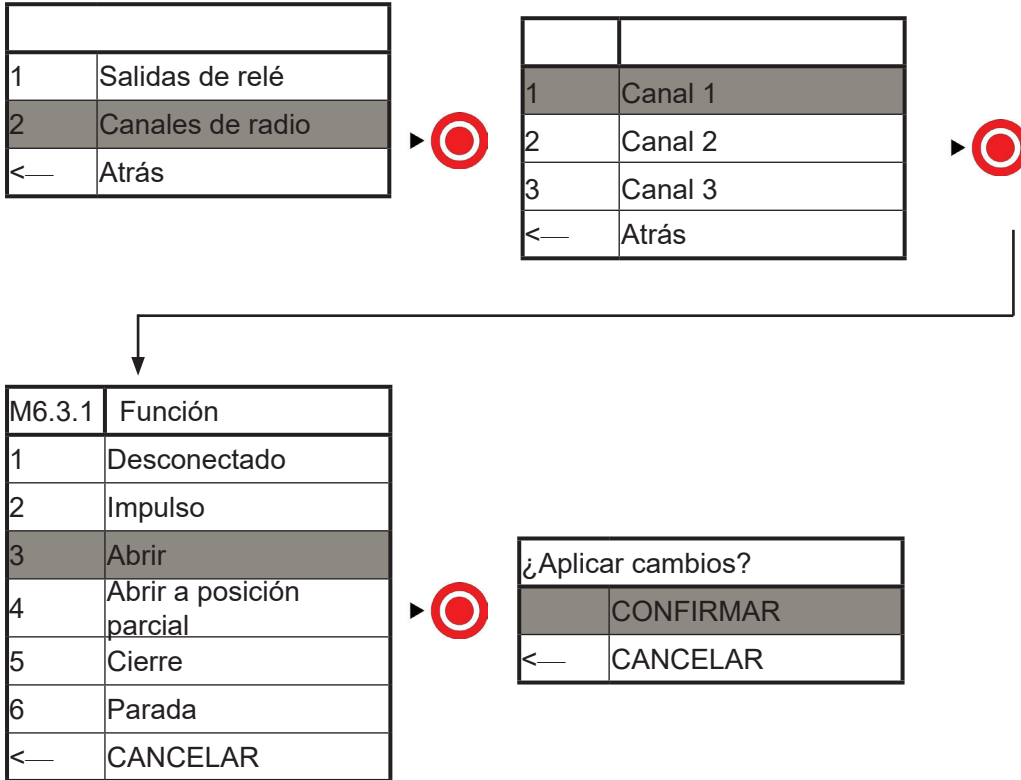 1 Salidas de relé
2 Canales de radio
<— Atrás
1 Canal 1
2 Canal 2
3 Canal 3
<— Atrás
M6.3.1 Función
1 Desconectado
2 Impulso
3 Abrir
4 Abrir a posición
parcial
5 Cierre
6 Parada
<— CANCELAR
¿Aplicar cambios?
CONFIRMAR
<— CANCELAR